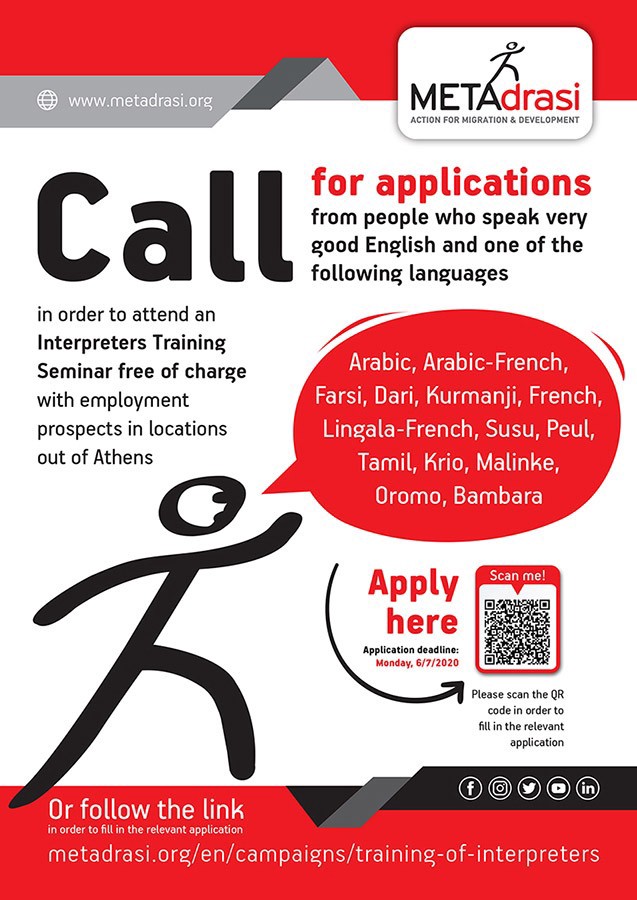 www.metadrasi.org
METAdrasi
ACTION FOR MIGRATION & DEVELOPMENT
Call
for applications
from people who speak very
good English and one of the
following languages
in order to attend an
Interpreters Training
Seminar free of charge
with employment
prospects in locations
out of Athens
Arabic, Arabic-French,
Farsi, Dari, Kurmanji, French,
Lingala-French, Susu, Peul,
Tamil, Krio, Malinke,
Oromo, Bambara
Apply
here
Application deadline:
Monday, 6/7/2020
Scan me!
Please scan the QR
code in order to
fill in the relevant
application
Or follow the link
in order to fill in the relevant application
metadrasi.org/en/campaigns/training-of-interpreters